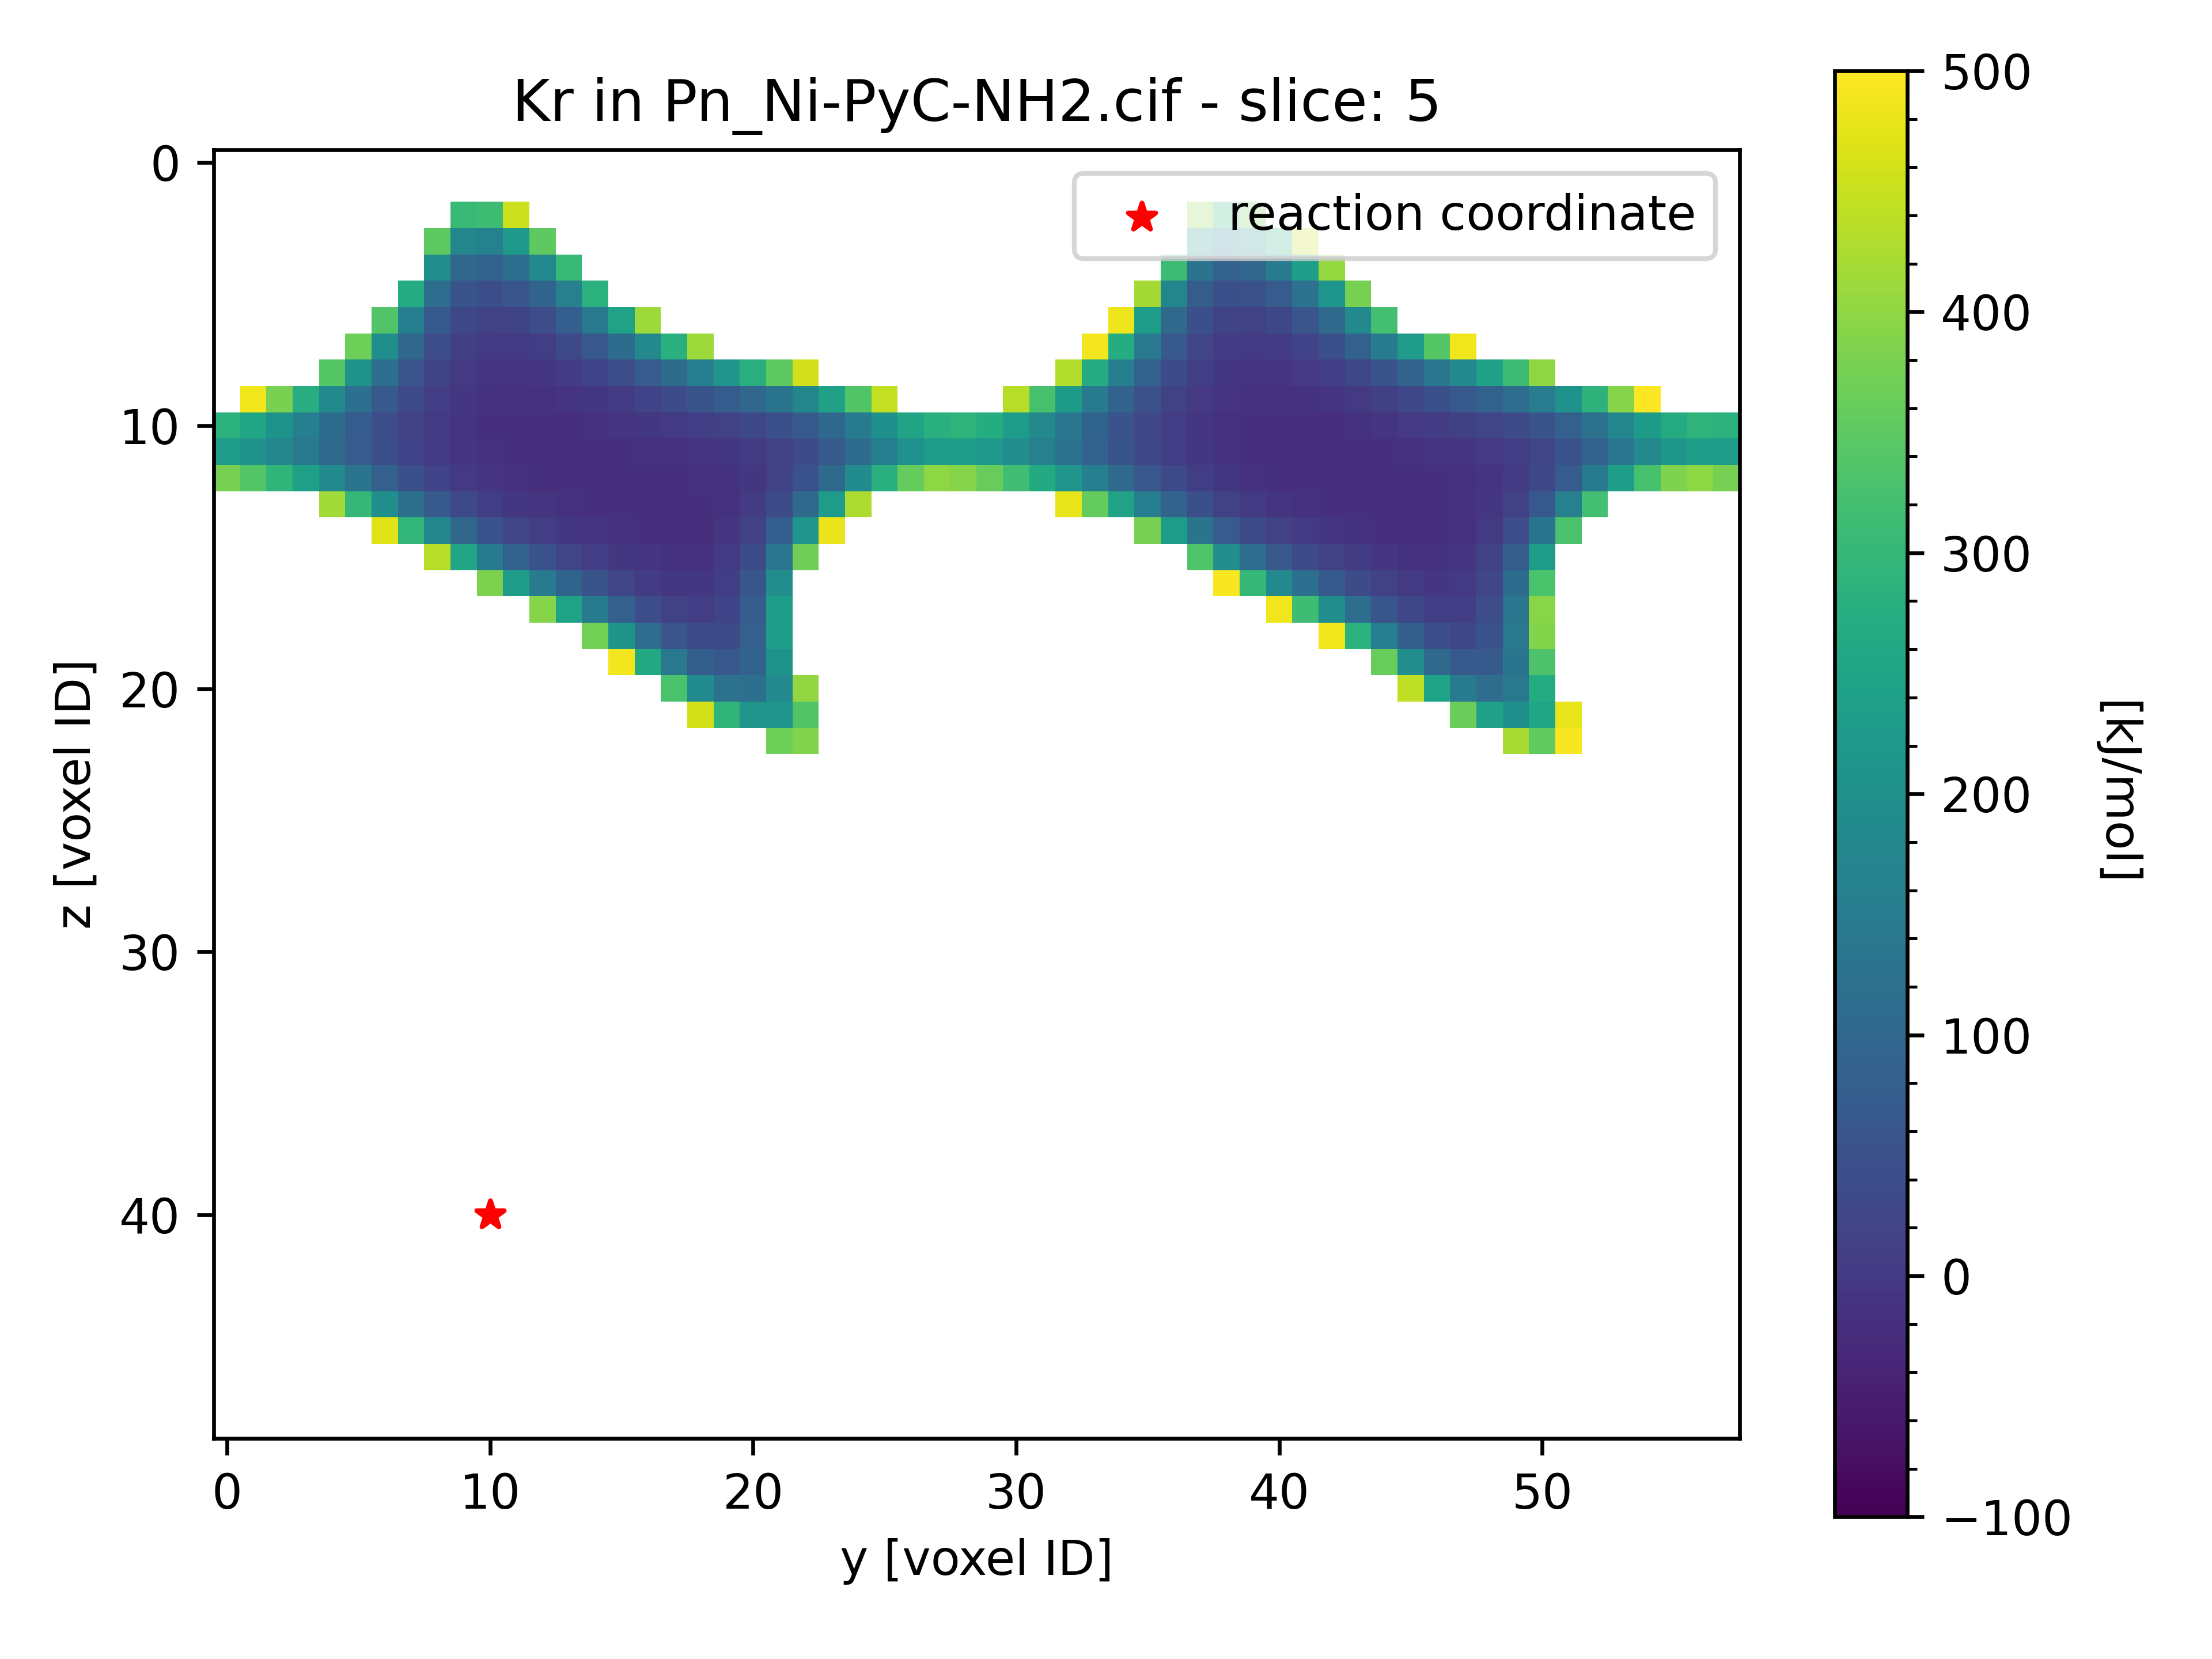 Kr in Pn_Ni-PyC-NH2.cif - slice: 5
reaction coordinate
0
10
20
30
40
z [voxel ID]
0 10 20 30 40 50
y [voxel ID]
500
400
300
200
100
0
−100
[kJ/mol]